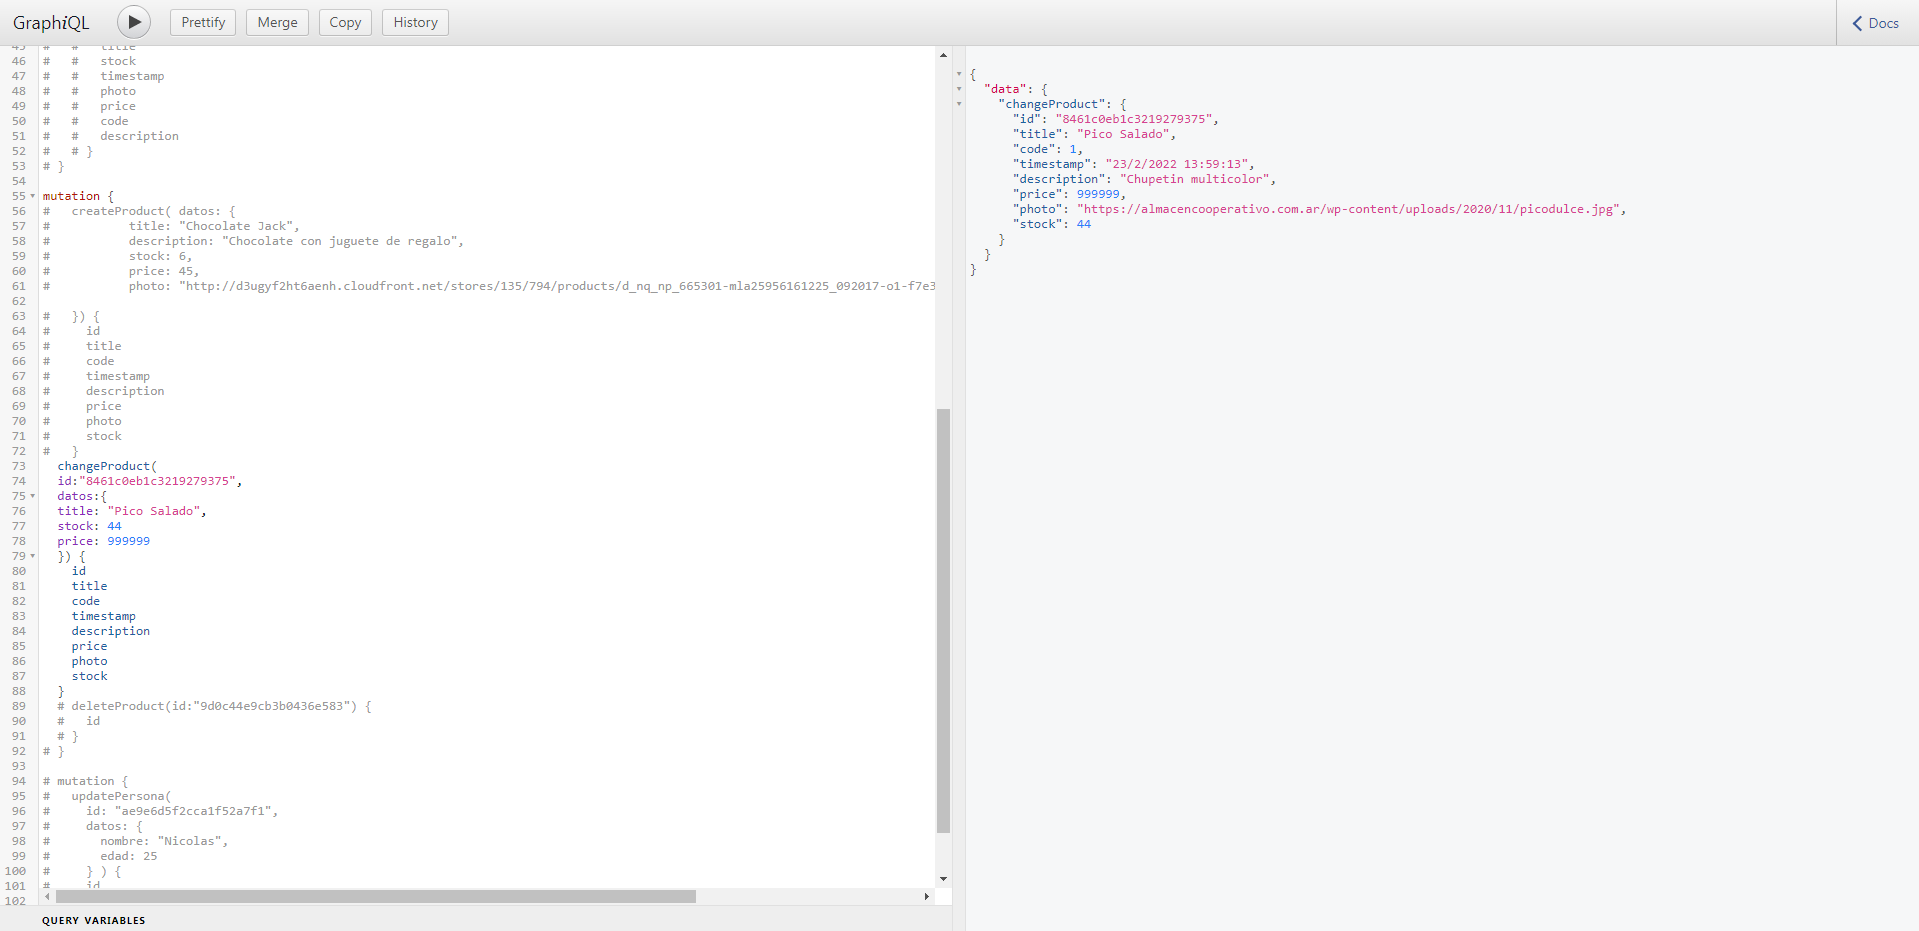 GraphiQL
Prettify
Merge
Copy
History
Docs
45 #   #   title
46 #   #   stock
47 #   #   timestamp
48 #   #   photo
49 #   #   price
50 #   #   code
51 #   #   description
52 #   # }
53 # }
54
55 mutation {
56 #   createProduct( datos: {
57 #           title: "Chocolate Jack",
58 #           description: "Chocolate con juguete de regalo",
59 #           stock: 6,
60 #           price: 45,
61 #           photo: "http://d3ugyf2ht6aenh.cloudfront.net/stores/135/794/products/d_nq_np_665301-mla25956161225_092017-o1-f7e3
62
63 #   }) {
64 #     id
65 #     title
66 #     code
67 #     timestamp
68 #     description
69 #     price
70 #     photo
71 #     stock
72 #   }
73   changeProduct(
74   id:"8461c0eb1c3219279375",
75   datos:{
76   title: "Pico Salado",
77   stock: 44
78   price: 999999
79   }) {
80     id
81     title
82     code
83     timestamp
84     description
85     price
86     photo
87     stock
88   }
89   # deleteProduct(id:"9d0c44e9cb3b0436e583") {
90   #   id
91   # }
92 # }
93
94 # mutation {
95 #   updatePersona(
96 #     id: "ae9e6d5f2cca1f52a7f1",
97 #     datos: {
98 #       nombre: "Nicolas",
99 #       edad: 25
100 #     } ) {
101 #     id
102
QUERY VARIABLES
{
  "data": {
    "changeProduct": {
      "id": "8461c0eb1c3219279375",
      "title": "Pico Salado",
      "code": 1,
      "timestamp": "23/2/2022 13:59:13",
      "description": "Chupetin multicolor",
      "price": 999999,
      "photo": "https://almacencooperativo.com.ar/wp-content/uploads/2020/11/picodulce.jpg",
      "stock": 44
    }
  }
}